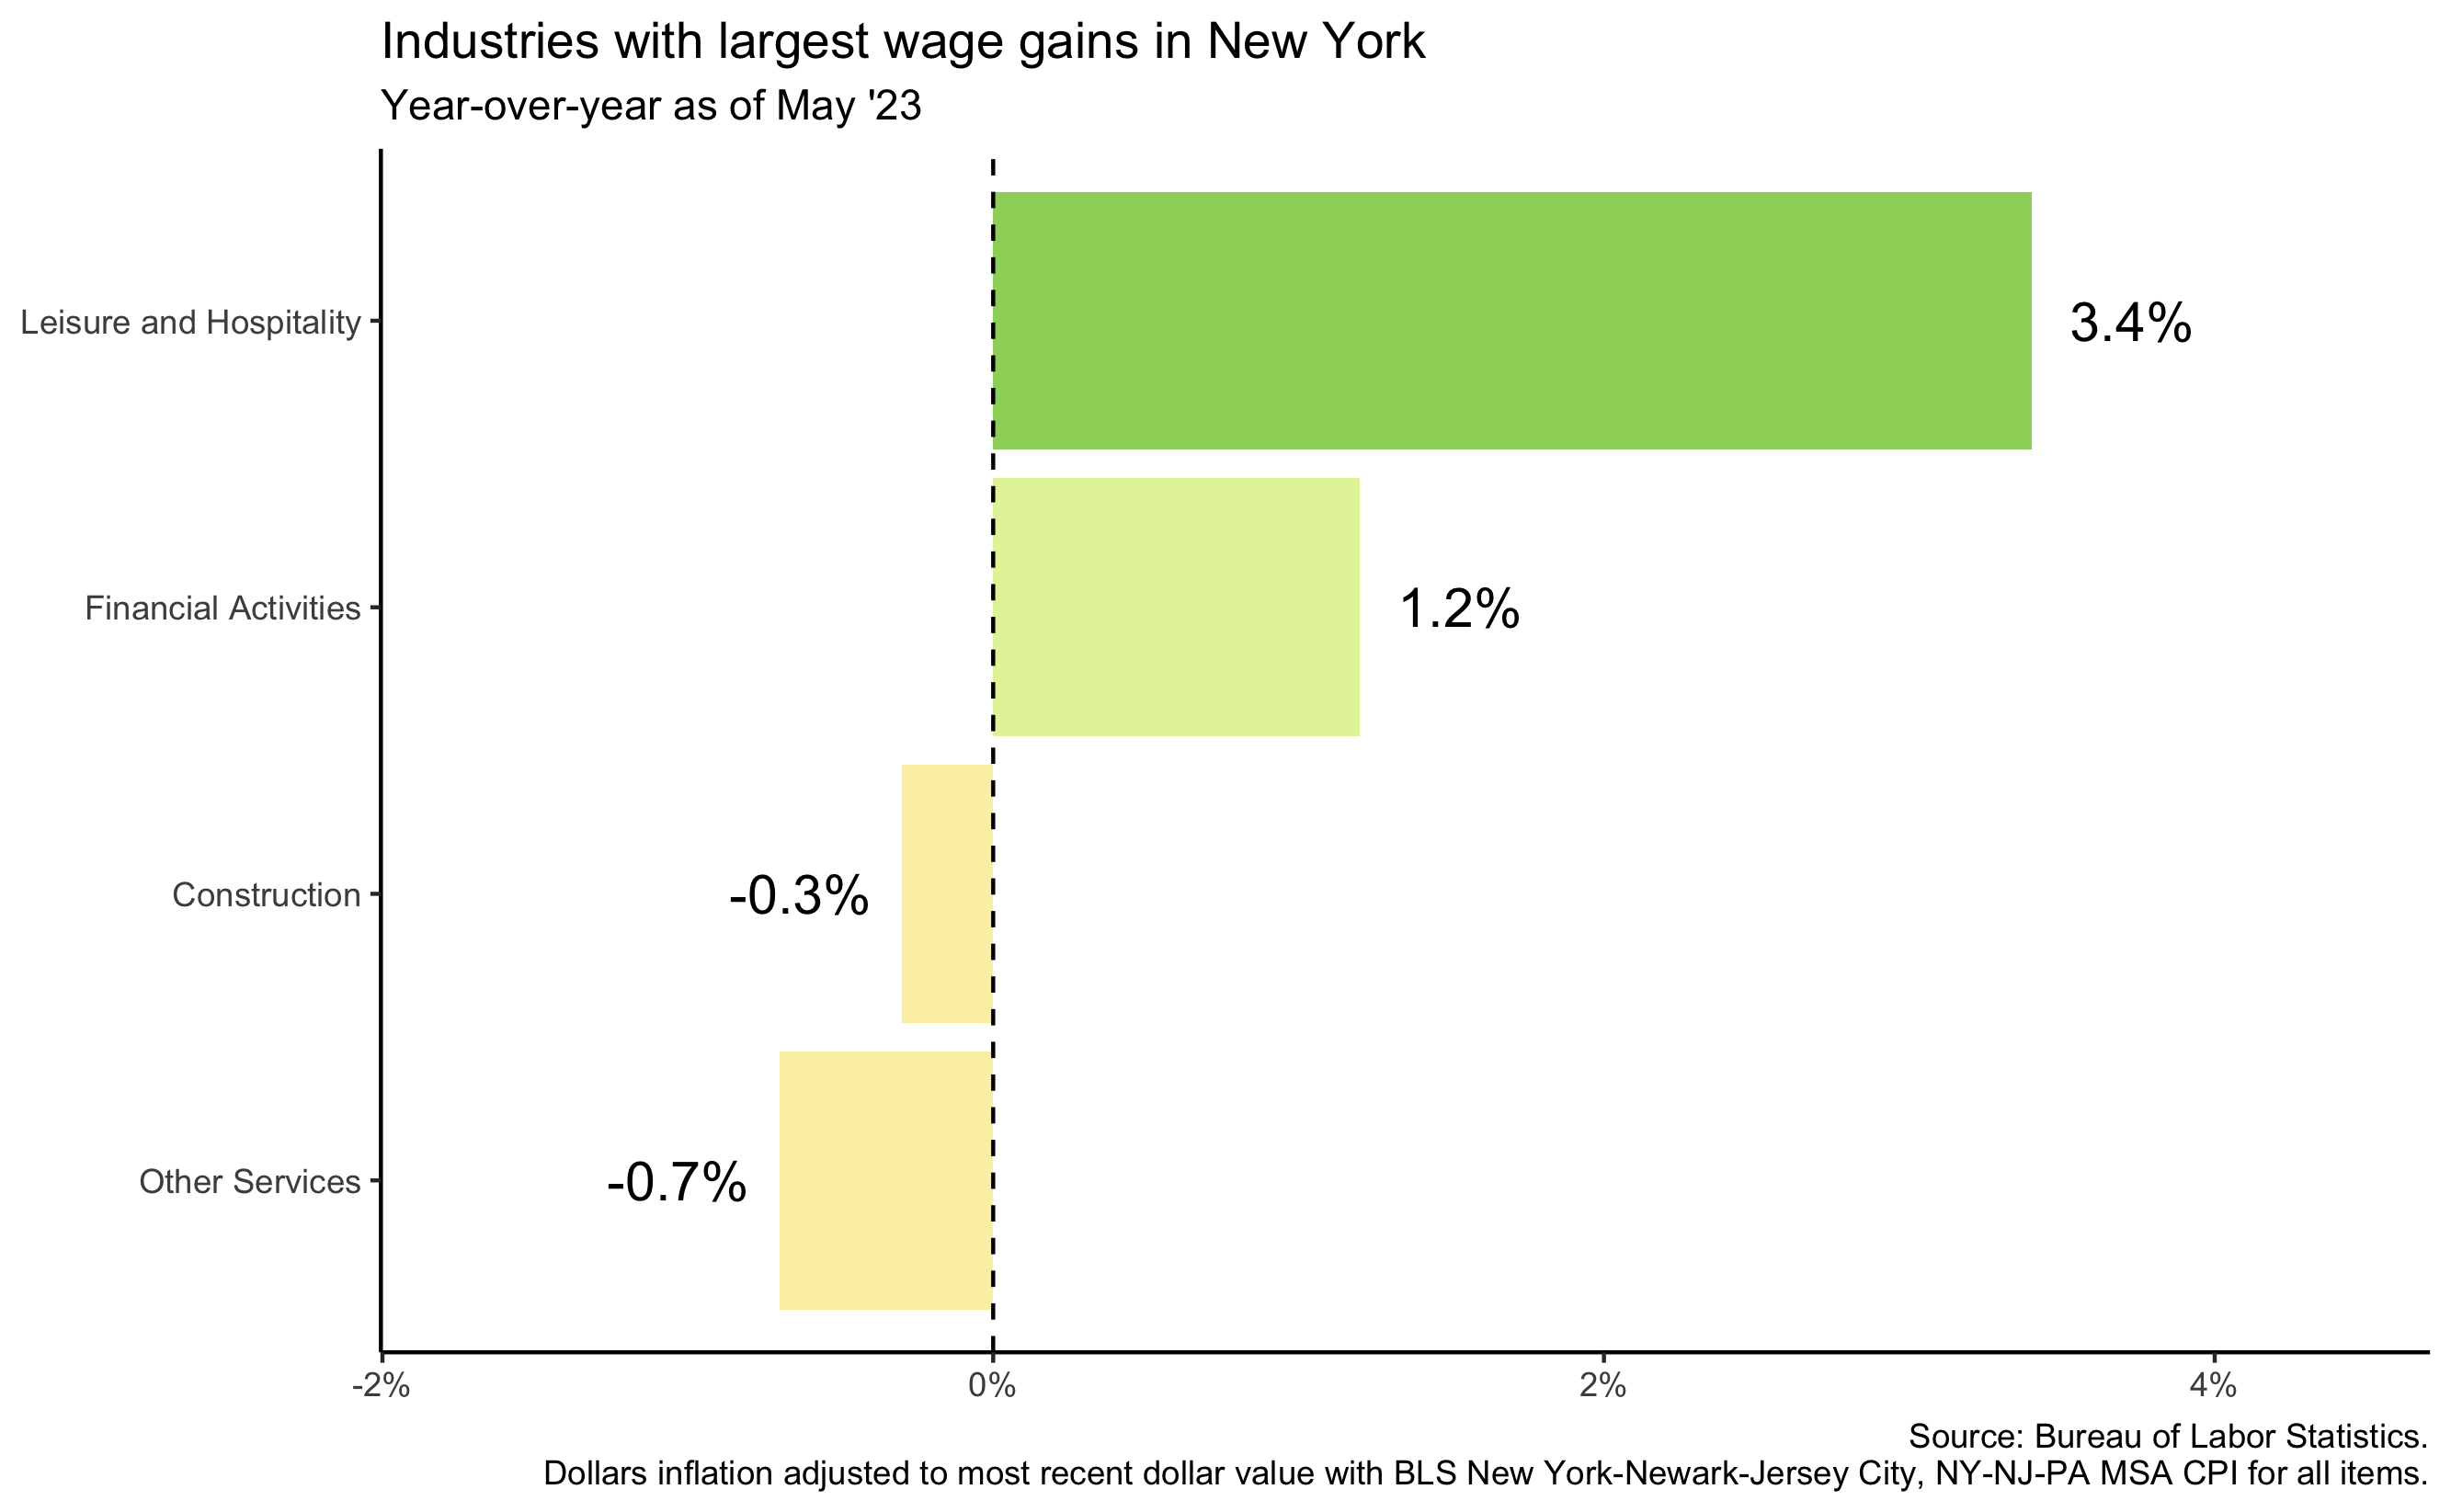 Industries with largest wage gains in New York
Year-over-year as of May '23
Leisure and Hospitality
3.4%
Financial Activities
1.2%
Construction
-0.3%
Other Services
-0.7%
-2%
0%
2%
4%
Source: Bureau of Labor Statistics.
Dollars inflation adjusted to most recent dollar value with BLS New York-Newark-Jersey City, NY-NJ-PA MSA CPI for all items.